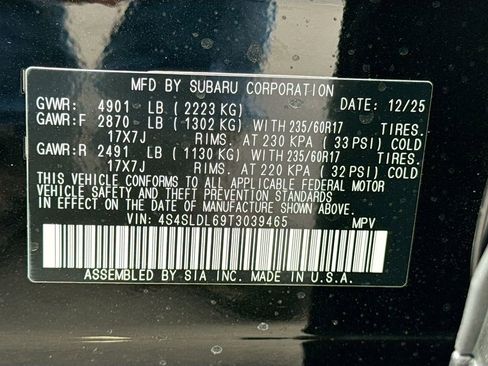 MFD BY SUBARU CORPORATION
GVWR: 4901 LB (2223 KG) DATE: 12/25
GAWR:F 2870 LB (1302 KG) WITH 235/60R17 TIRES.
17X7J RIMS. AT 230 KPA (33 PSI) COLD
GAWR:R 2491 LB (1130 KG) WITH 235/60R17 TIRES.
17X7J RIMS. AT 220 KPA (32 PSI) COLD
THIS VEHICLE CONFORMS TO ALL APPLICABLE FEDERAL MOTOR
VEHICLE SAFETY AND THEFT PREVENTION STANDARDS
IN EFFECT ON THE DATE OF MANUFACTURE SHOWN ABOVE.
VIN: 4S4SLDL69T3039465 MPV
ASSEMBLED BY SIA INC. MADE IN U.S.A.